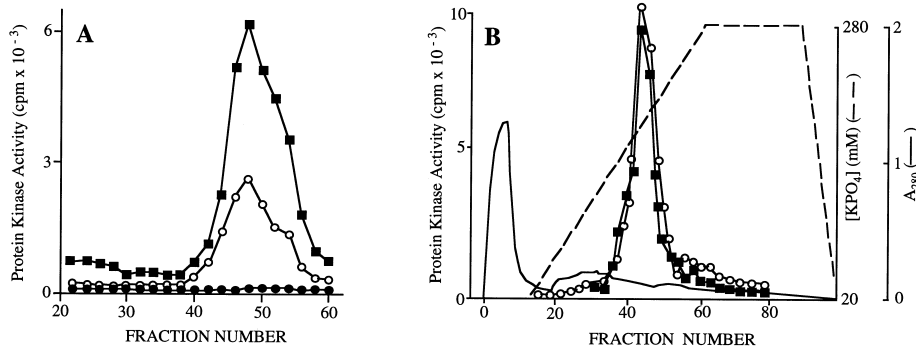 A
Protein Kinase Activity (cpm x 10⁻³)
6
3
0
20 30 40 50 60
FRACTION NUMBER
B
Protein Kinase Activity (cpm x 10⁻³)
10
5
0
0 20 40 60 80
FRACTION NUMBER
280
20
[KPO₄] (mM) (— —)
2
1
0
A₂₈₀ (——)